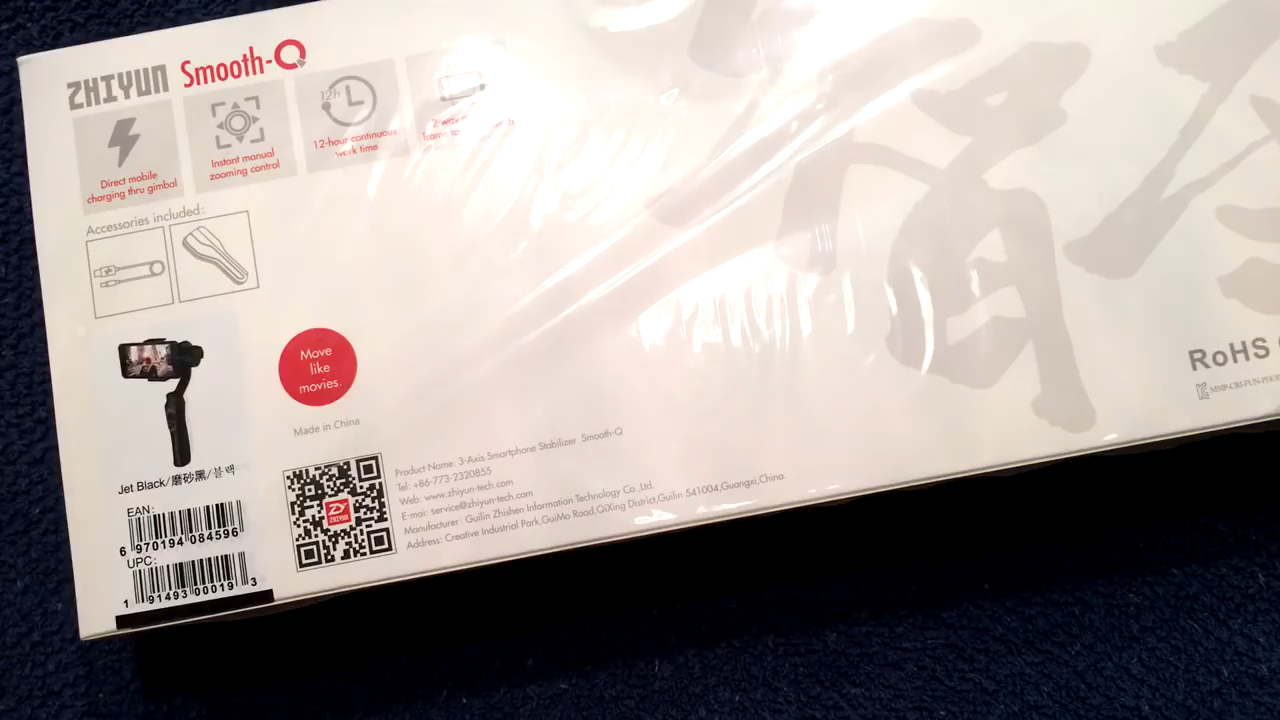 ZHIYUN Smooth-Q
Direct mobile
charging thru gimbal
Instant manual
zooming control
12h
12-hour continuous
work time
2-way
Accessories included:
Move
like
movies.
Made in China
Jet Black/磨砂黑/블랙
EAN:
6 970194 084596
UPC:
1 91493 00019 3
ZY
ZHIYUN
Product Name: 3-Axis Smartphone Stabilizer Smooth-Q
Tel: +86-773-2320855
Web: www.zhiyun-tech.com
E-mai: service@zhiyun-tech.com
Manufacturer: Guilin Zhishen Information Technology Co.,Ltd.
Address: Creative Industrial Park,GuiMo Road,QiXing District,Guilin 541004,Guangxi,China.
RoHS